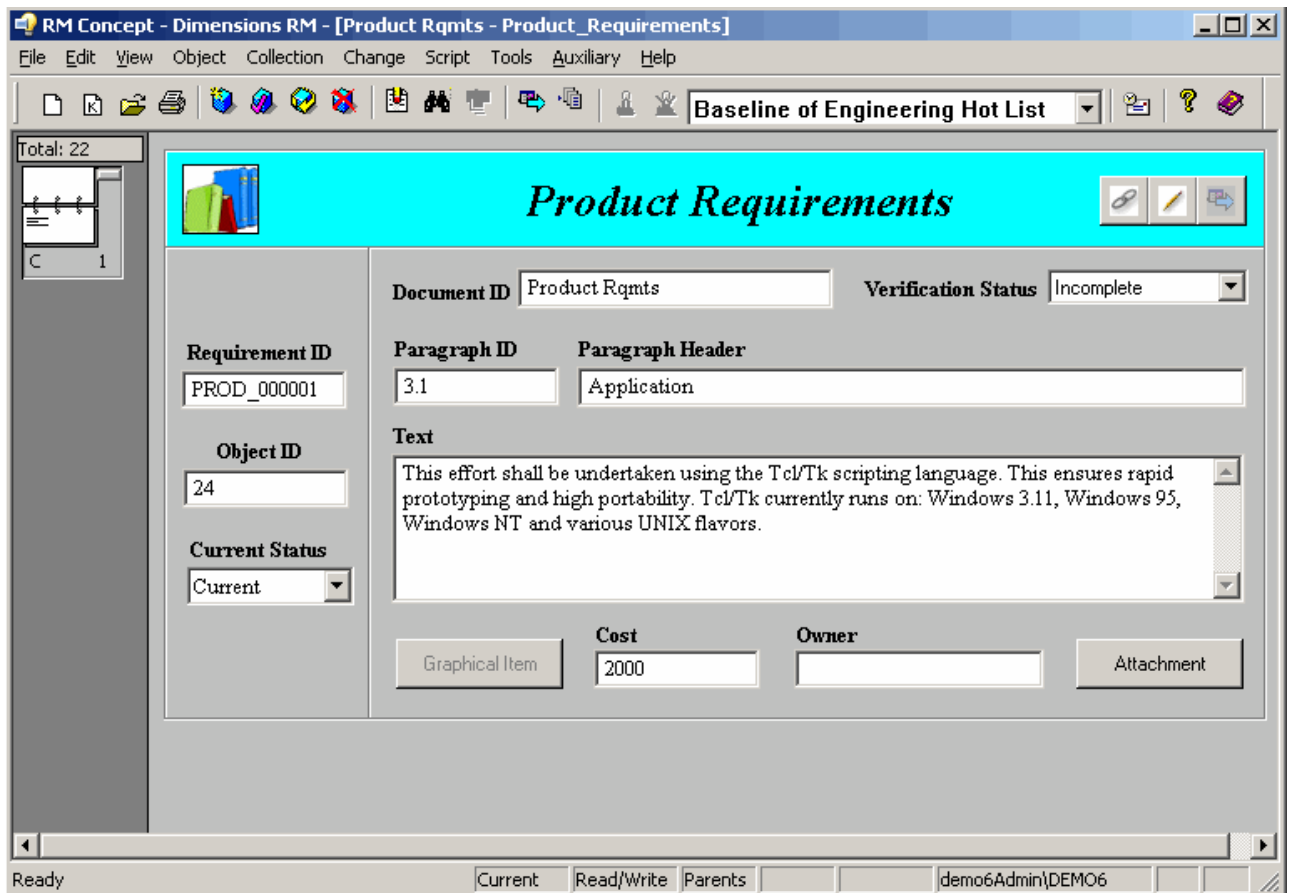 RM Concept - Dimensions RM - [Product Rqmts - Product_Requirements]
File Edit View Object Collection Change Script Tools Auxiliary Help
Baseline of Engineering Hot List
Total: 22
C 1
Product Requirements
Document ID Product Rqmts Verification Status Incomplete
Requirement ID Paragraph ID Paragraph Header
PROD_000001 3.1 Application
Object ID Text
24
This effort shall be undertaken using the Tcl/Tk scripting language. This ensures rapid
prototyping and high portability. Tcl/Tk currently runs on: Windows 3.11, Windows 95,
Windows NT and various UNIX flavors.
Current Status
Current
Cost Owner
Graphical Item 2000 Attachment
Ready Current Read/Write Parents demo6Admin\DEMO6